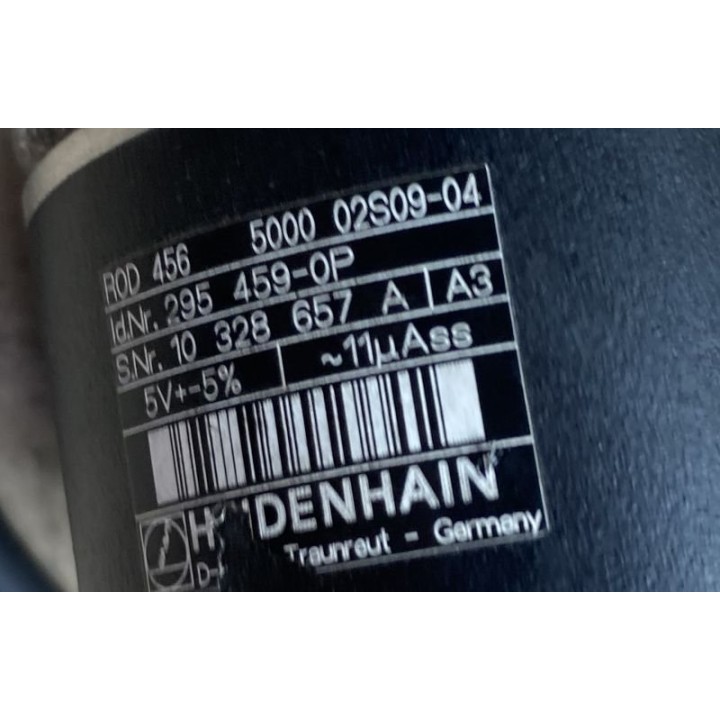 ROD 456 5000 02S09-04
Id.Nr. 295 459-0P
S.Nr. 10 328 657 A A3
5V+-5% ~11µAss
DENHAIN
Traunreut - Germany